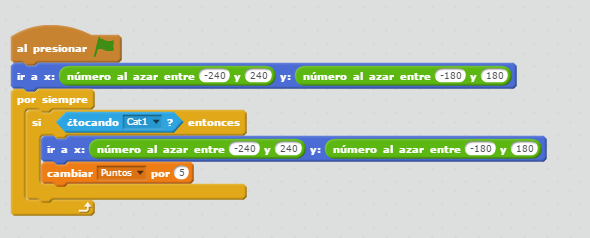 al presionar
ir a x: número al azar entre -240 y 240 y: número al azar entre -180 y 180
por siempre
si ¿tocando Cat1 ? entonces
ir a x: número al azar entre -240 y 240 y: número al azar entre -180 y 180
cambiar Puntos por 5